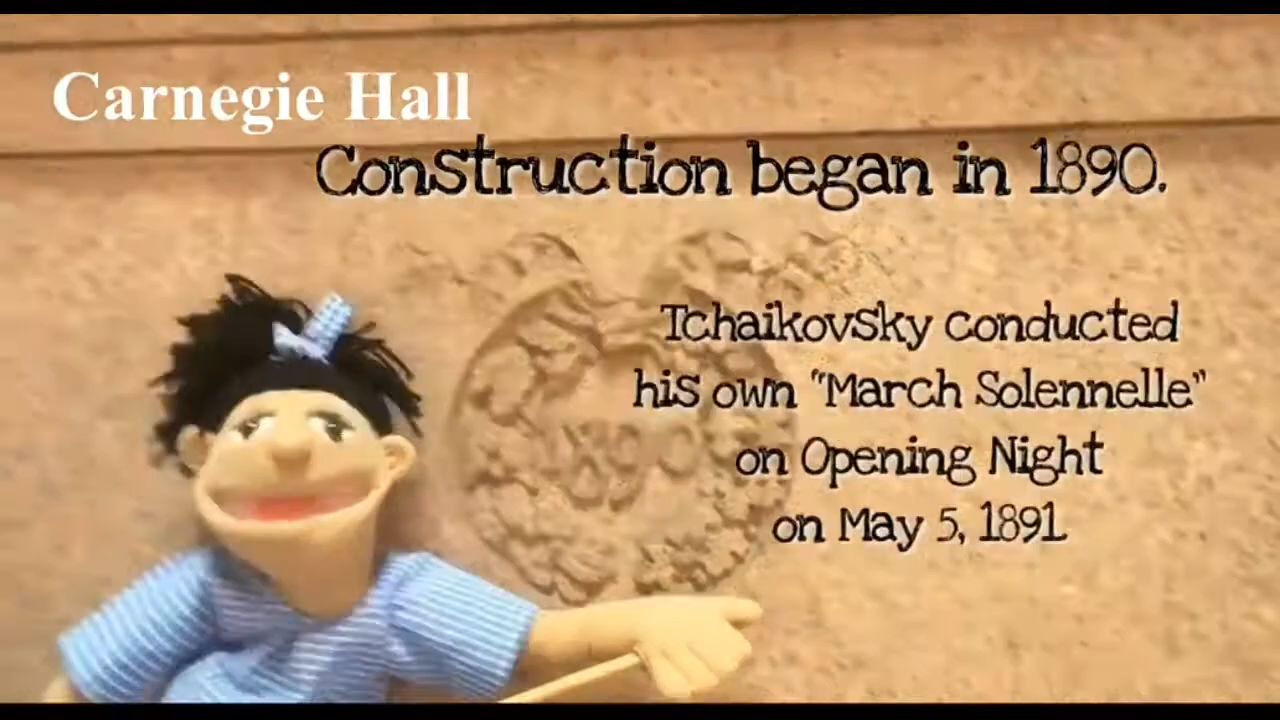 Carnegie Hall
Construction began in 1890.
Tchaikovsky conducted
his own "March Solennelle"
on Opening Night
on May 5, 1891
1890